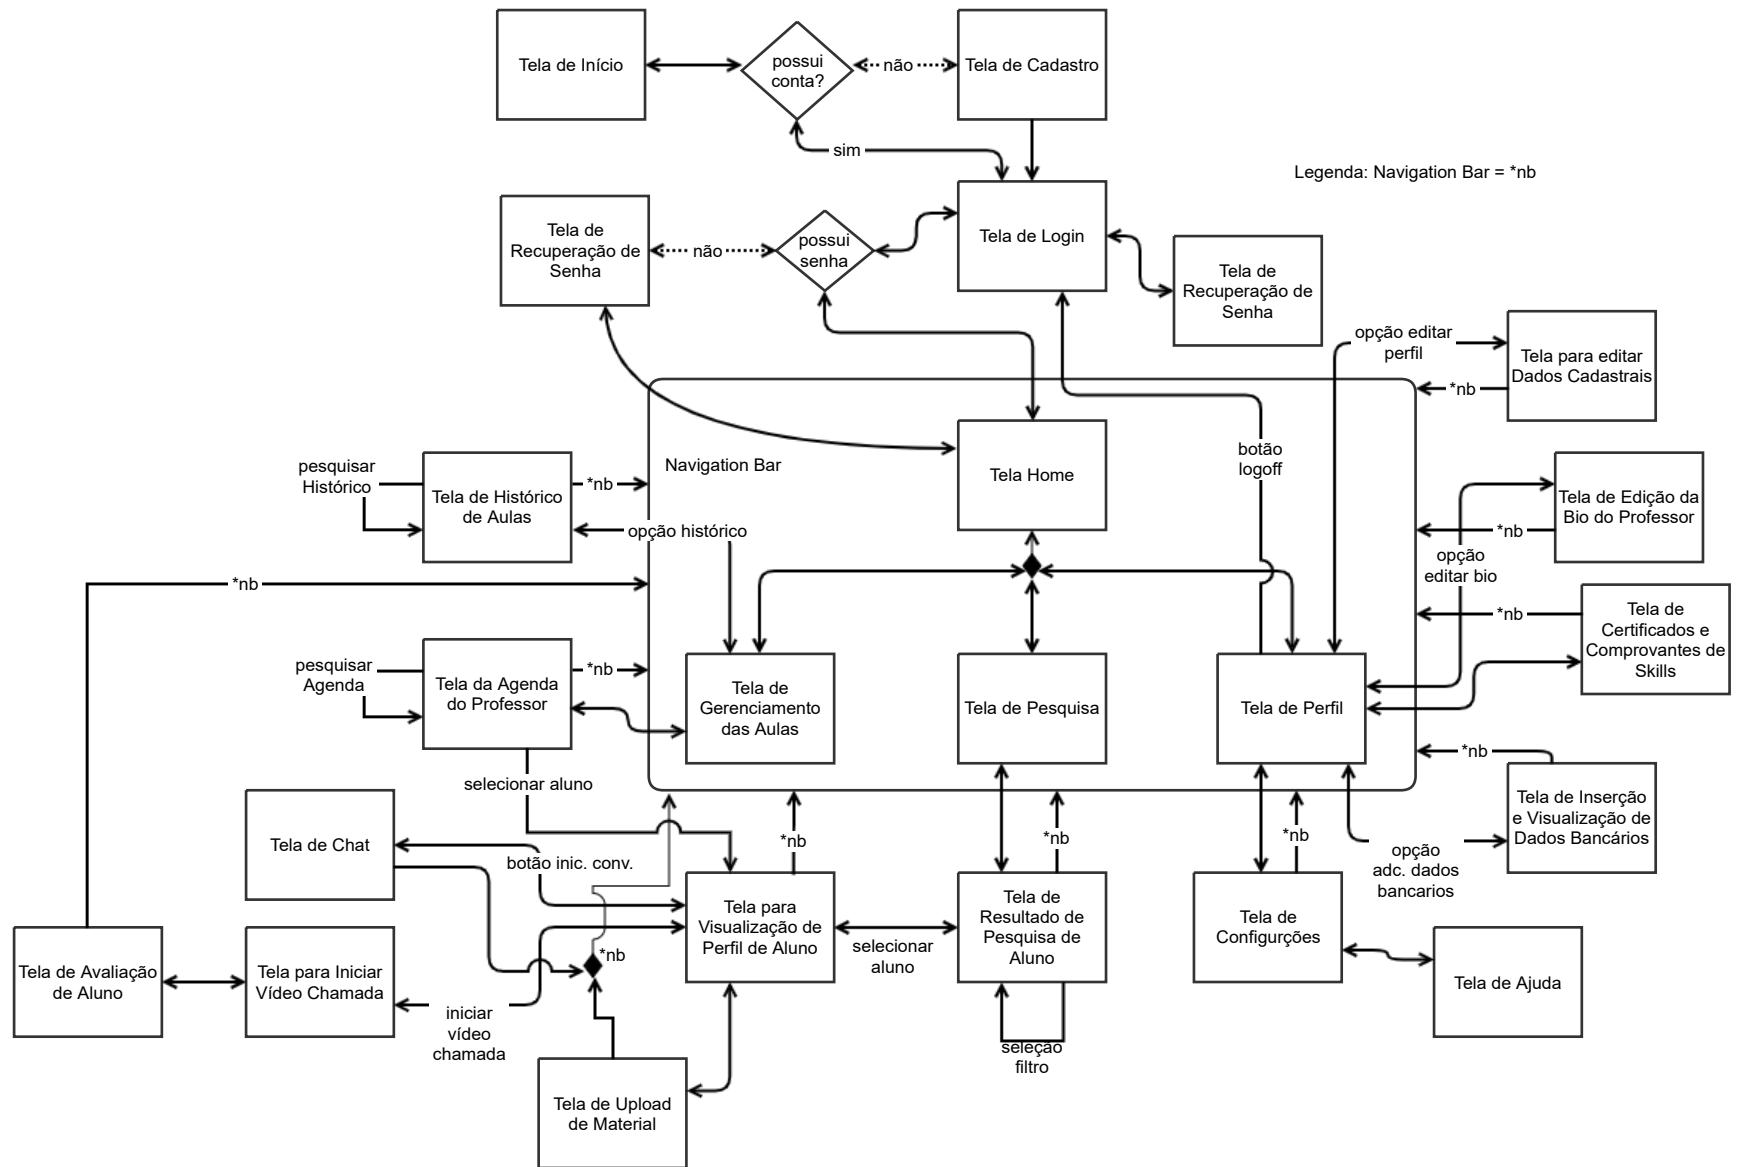 Tela de Início
possui
conta?
não
Tela de Cadastro
sim
Legenda: Navigation Bar = *nb
Tela de
Recuperação de
Senha
não
possui
senha
Tela de Login
Tela de
Recuperação de
Senha
opção editar
perfil
Tela para editar
Dados Cadastrais
*nb
Navigation Bar
Tela Home
botão
logoff
pesquisar
Histórico
Tela de Histórico
de Aulas
*nb
opção histórico
Tela de Edição da
Bio do Professor
*nb
opção
editar bio
*nb
*nb
Tela de
Certificados e
Comprovantes de
Skills
pesquisar
Agenda
Tela da Agenda
do Professor
*nb
Tela de
Gerenciamento
das Aulas
Tela de Pesquisa
Tela de Perfil
*nb
selecionar aluno
Tela de Inserção
e Visualização de
Dados Bancários
Tela de Chat
botão inic. conv.
*nb
*nb
*nb
opção
adc. dados
bancarios
Tela para
Visualização de
Perfil de Aluno
selecionar
aluno
Tela de
Resultado de
Pesquisa de
Aluno
Tela de
Configurções
*nb
Tela de Avaliação
de Aluno
Tela para Iniciar
Vídeo Chamada
iniciar
vídeo
chamada
Tela de Ajuda
seleção
filtro
Tela de Upload
de Material